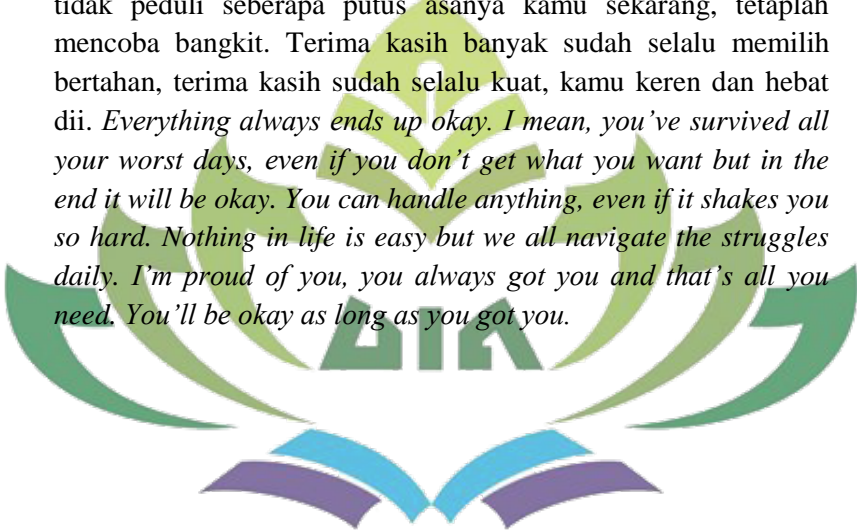 tidak peduli seberapa putus asanya kamu sekarang, tetaplah
mencoba bangkit. Terima kasih banyak sudah selalu memilih
bertahan, terima kasih sudah selalu kuat, kamu keren dan hebat
dii. Everything always ends up okay. I mean, you’ve survived all
your worst days, even if you don’t get what you want but in the
end it will be okay. You can handle anything, even if it shakes you
so hard. Nothing in life is easy but we all navigate the struggles
daily. I’m proud of you, you always got you and that’s all you
need. You’ll be okay as long as you got you.